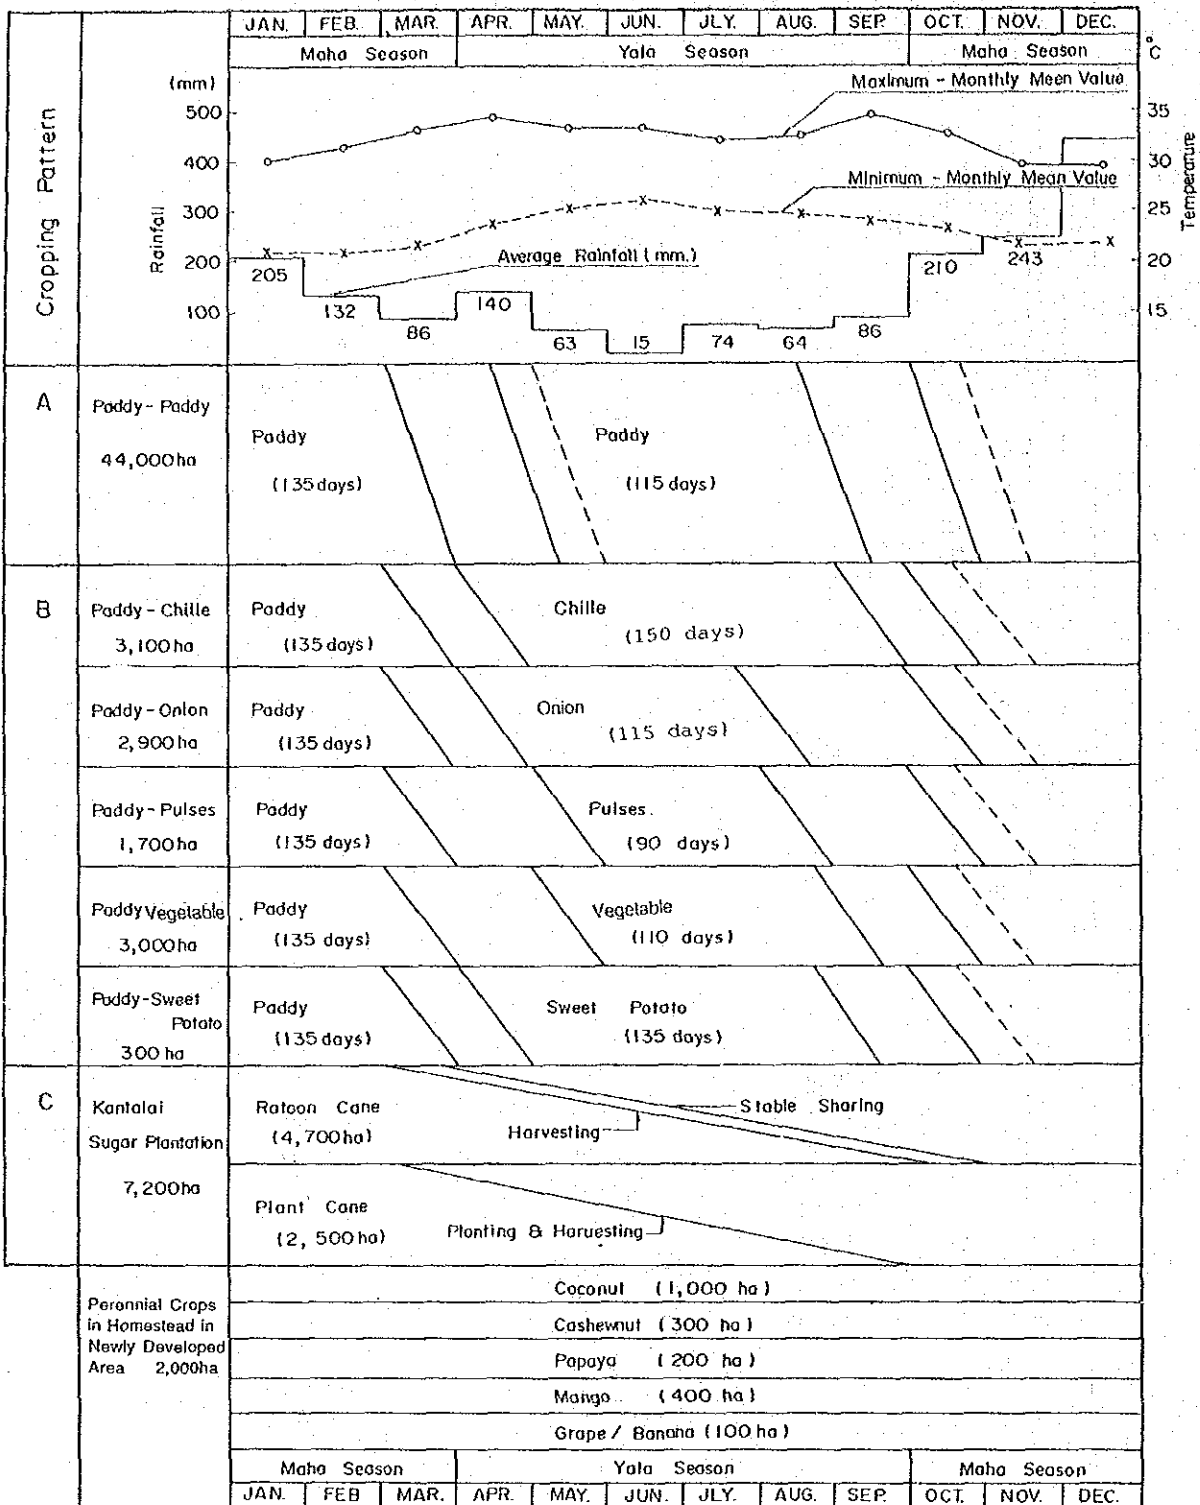 JAN. FEB. MAR. APR. MAY. JUN. JLY. AUG. SEP. OCT. NOV. DEC.
Maha Season Yala Season Maha Season
°C
Cropping Pattern
Rainfall
(mm)
500
400
300
200
100
Maximum - Monthly Meen Value
Minimum - Monthly Mean Value
Average Rainfall (mm.)
205 132 86 140 63 15 74 64 86 210 243
35
30
25
20
15
Temperature
A
Paddy - Paddy
44,000ha
Paddy
(135days)
Paddy
(115 days)
B
Paddy - Chille
3,100ha
Paddy
(135days)
Chille
(150 days)
Paddy - Onion
2,900ha
Paddy
(135 days)
Onion
(115 days)
Paddy - Pulses
1,700ha
Paddy
(135 days)
Pulses.
(90 days)
Paddy Vegetable
3,000ha
Paddy
(135 days)
Vegetable
(110 days)
Paddy-Sweet
Potato
300 ha
Paddy
(135days)
Sweet Potato
(135 days)
C
Kantalai
Sugar Plantation
7,200ha
Ratoon Cane
(4,700ha)
Harvesting
Stable Sharing
Plant Cane
(2,500ha)
Planting & Haruesting
Perennial Crops
in Homestead in
Newly Developed
Area 2,000ha
Coconut (1,000 ha)
Cashewnut (300 ha)
Papaya (200 ha)
Mango (400 ha)
Grape / Banana (100 ha)
Maha Season Yala Season Maha Season
JAN. FEB MAR. APR. MAY. JUN. JLY. AUG. SEP. OCT. NOV. DEC.